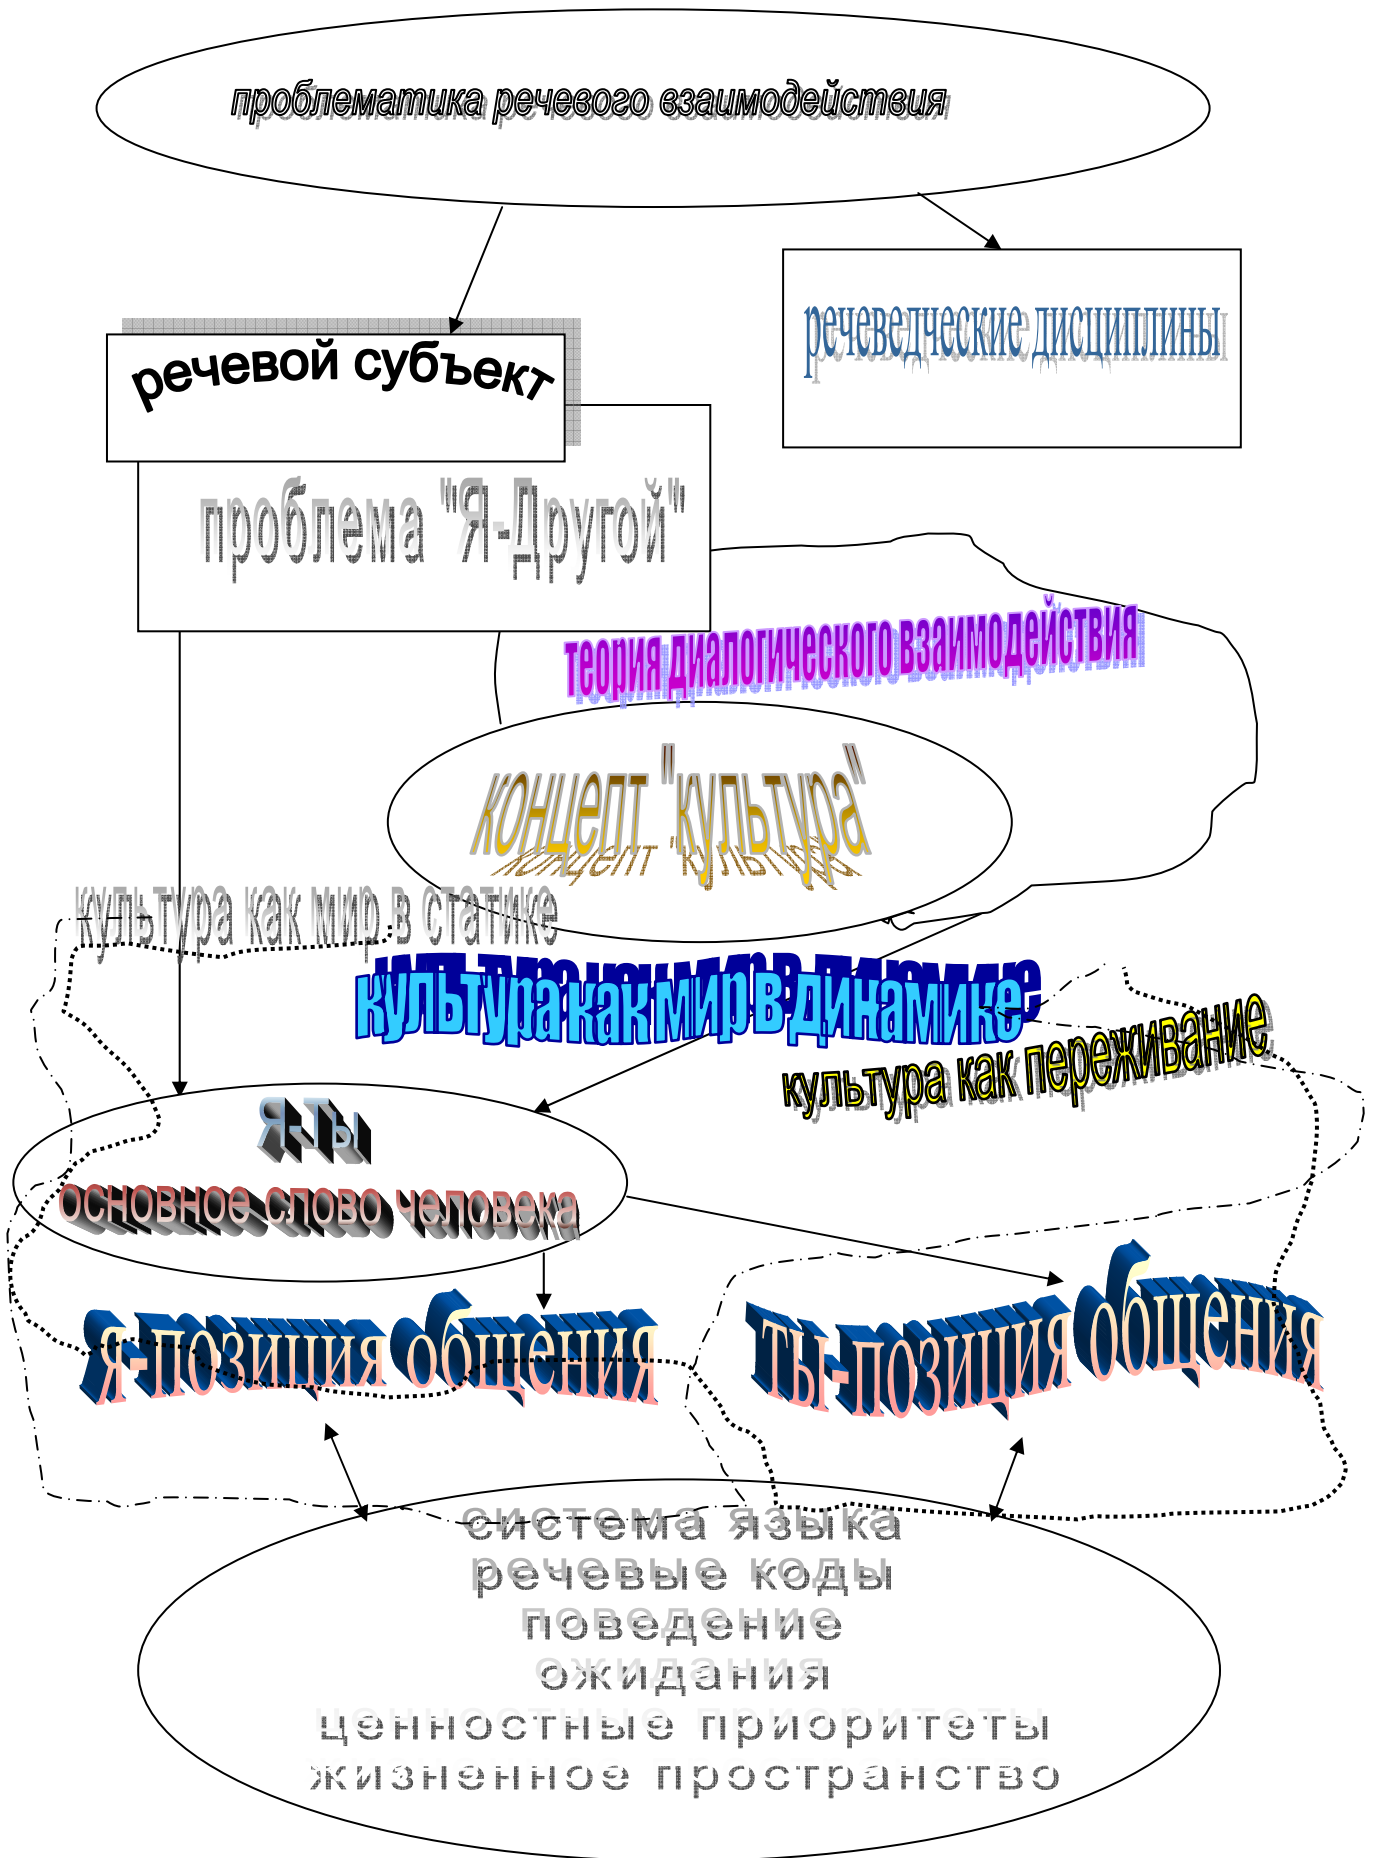 проблематика речевого взаимодействия
речеведческие дисциплины
речевой субъект
проблема "Я-Другой"
теория диалогического взаимодействия
концепт "культура"
культура как мир в статике
культура как мир в динамике
культура как переживание
Я-Ты
основное слово человека
я-позиция общения
ты-позиция общения
система языка
речевые коды
поведение
ожидания
ценностные приоритеты
жизненное пространство